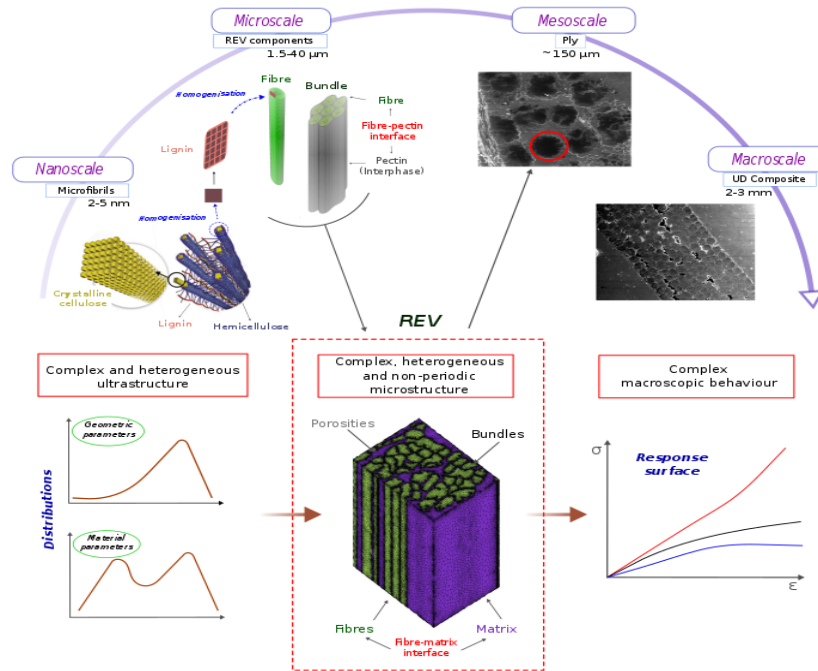 Microscale
REV components
1.5-40 µm
Mesoscale
Ply
~150 µm
Nanoscale
Microfibrils
2-5 nm
Macroscale
UD Composite
2-3 mm
Fibre
Bundle
Homogenisation
Fibre
Fibre-pectin
interface
Pectin
(Interphase)
Lignin
Homogenisation
Crystalline
cellulose
Lignin
Hemicellulose
REV
Complex and heterogeneous
ultrastructure
Complex, heterogeneous
and non-periodic
microstructure
Complex
macroscopic behaviour
Distributions
Geometric
parameters
Material
parameters
Porosities
Bundles
Fibres
Matrix
Fibre-matrix
interface
σ
Response
surface
ε